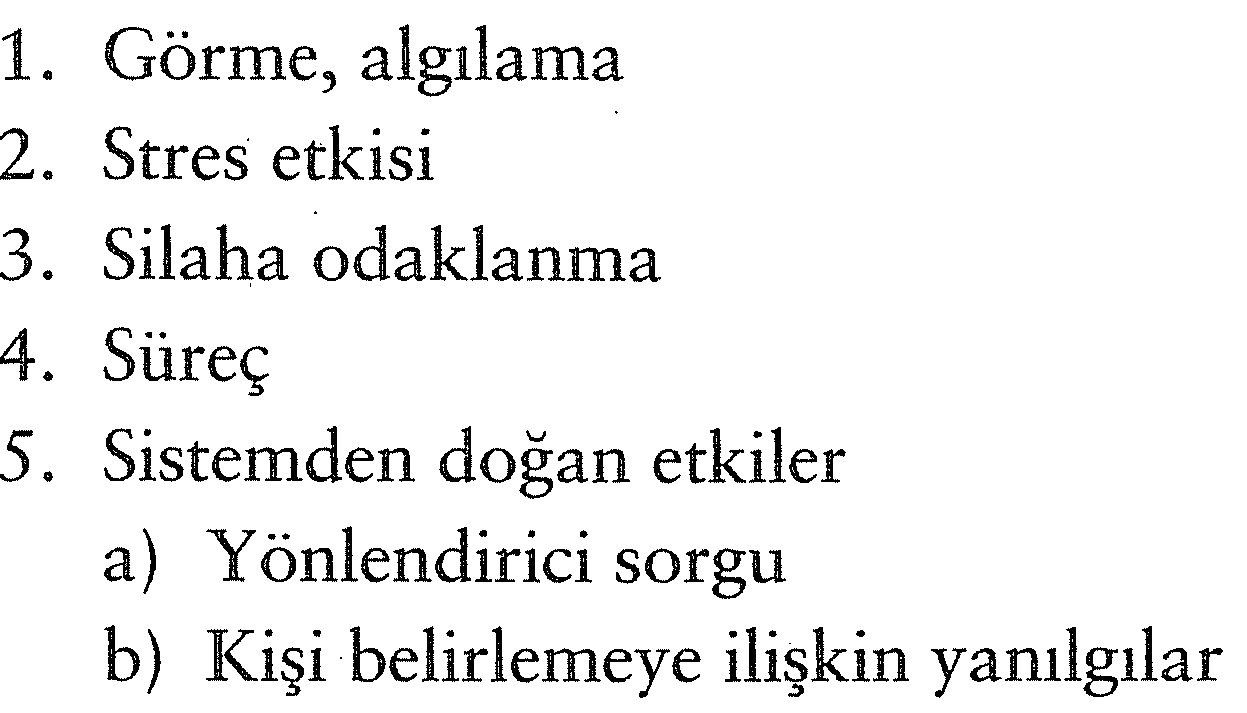 1. Görme, algılama
2. Stres etkisi
3. Silaha odaklanma
4. Süreç
5. Sistemden doğan etkiler
a) Yönlendirici sorgu
b) Kişi belirlemeye ilişkin yanılgılar